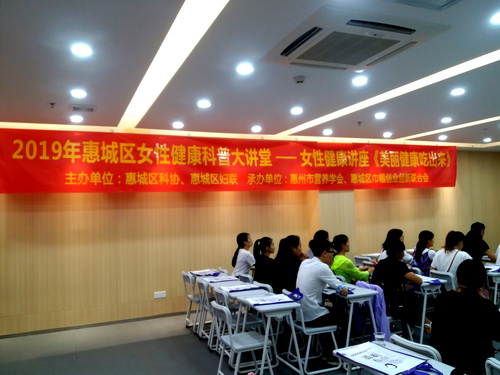 2019年惠城区女性健康科普大讲堂 —— 女性健康讲座《美丽健康吃出来》
主办单位：惠城区科协、惠城区妇联 承办单位：惠州市营养学会、惠城区巾帼创业创新联合会